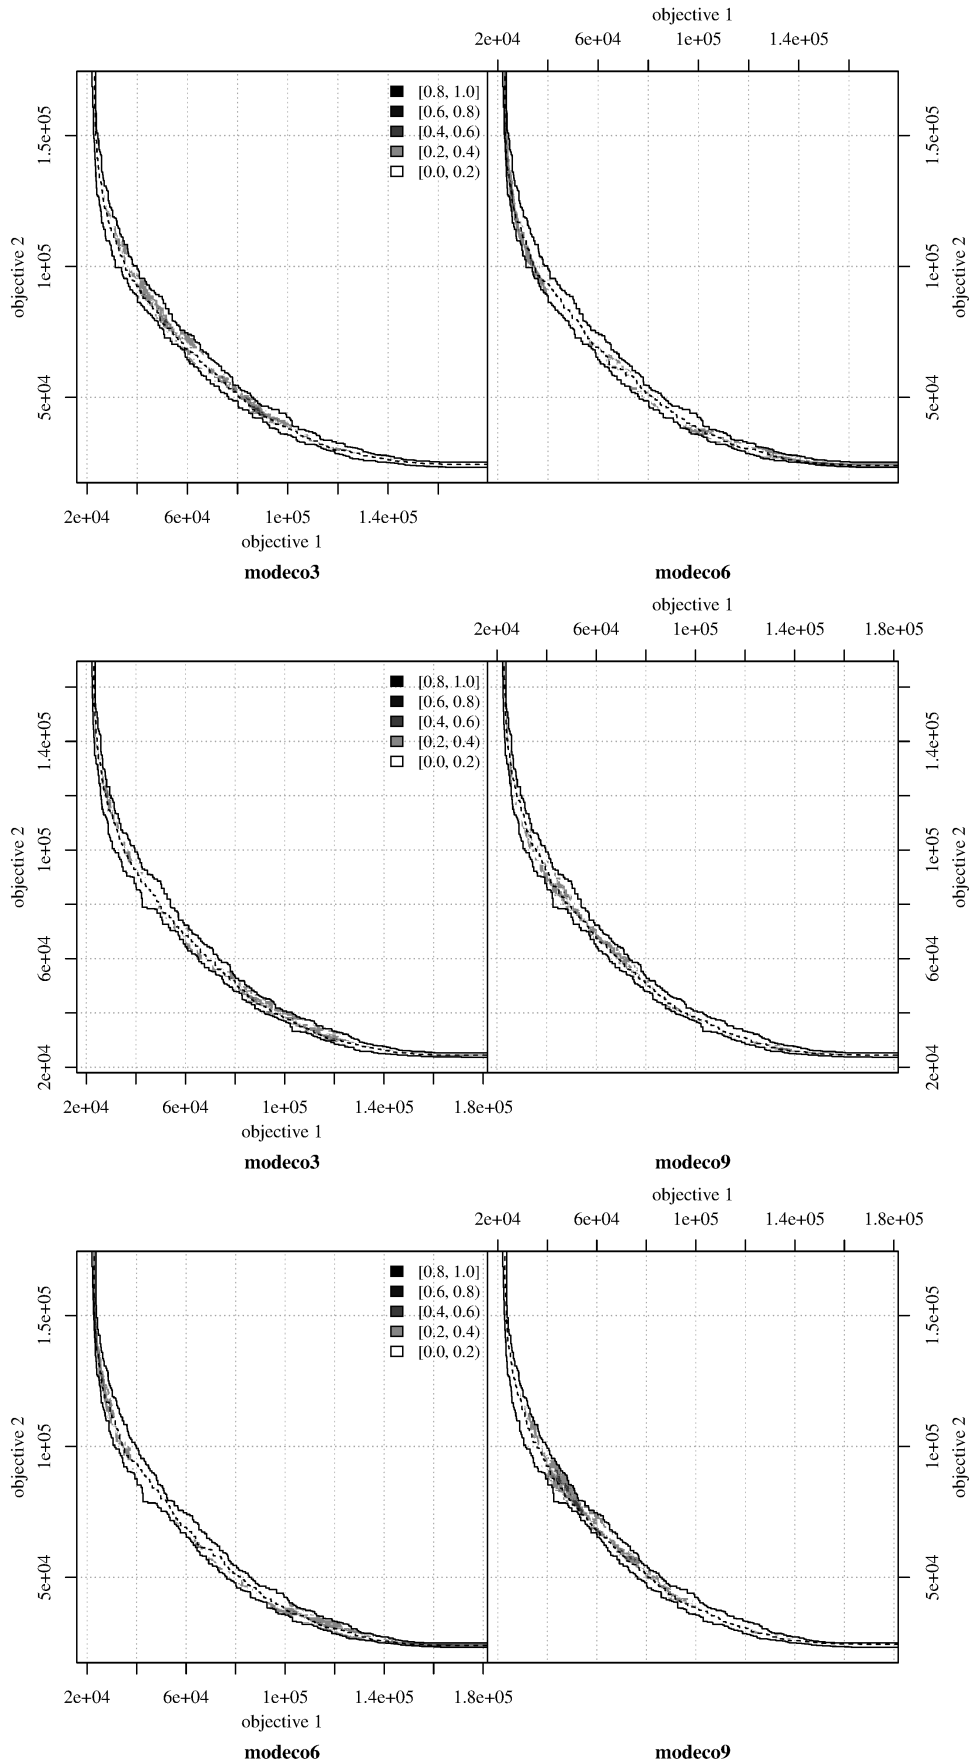 objective 1
2e+04 6e+04 1e+05 1.4e+05
[0.8, 1.0]
[0.6, 0.8)
[0.4, 0.6)
[0.2, 0.4)
[0.0, 0.2)
objective 2
5e+04 1e+05 1.5e+05
5e+04 1e+05 1.5e+05
objective 2
2e+04 6e+04 1e+05 1.4e+05
objective 1
modeco3 modeco6
objective 1
2e+04 6e+04 1e+05 1.4e+05 1.8e+05
[0.8, 1.0]
[0.6, 0.8)
[0.4, 0.6)
[0.2, 0.4)
[0.0, 0.2)
objective 2
2e+04 6e+04 1e+05 1.4e+05
2e+04 6e+04 1e+05 1.4e+05
objective 2
2e+04 6e+04 1e+05 1.4e+05 1.8e+05
objective 1
modeco3 modeco9
objective 1
2e+04 6e+04 1e+05 1.4e+05 1.8e+05
[0.8, 1.0]
[0.6, 0.8)
[0.4, 0.6)
[0.2, 0.4)
[0.0, 0.2)
objective 2
5e+04 1e+05 1.5e+05
5e+04 1e+05 1.5e+05
objective 2
2e+04 6e+04 1e+05 1.4e+05 1.8e+05
objective 1
modeco6 modeco9